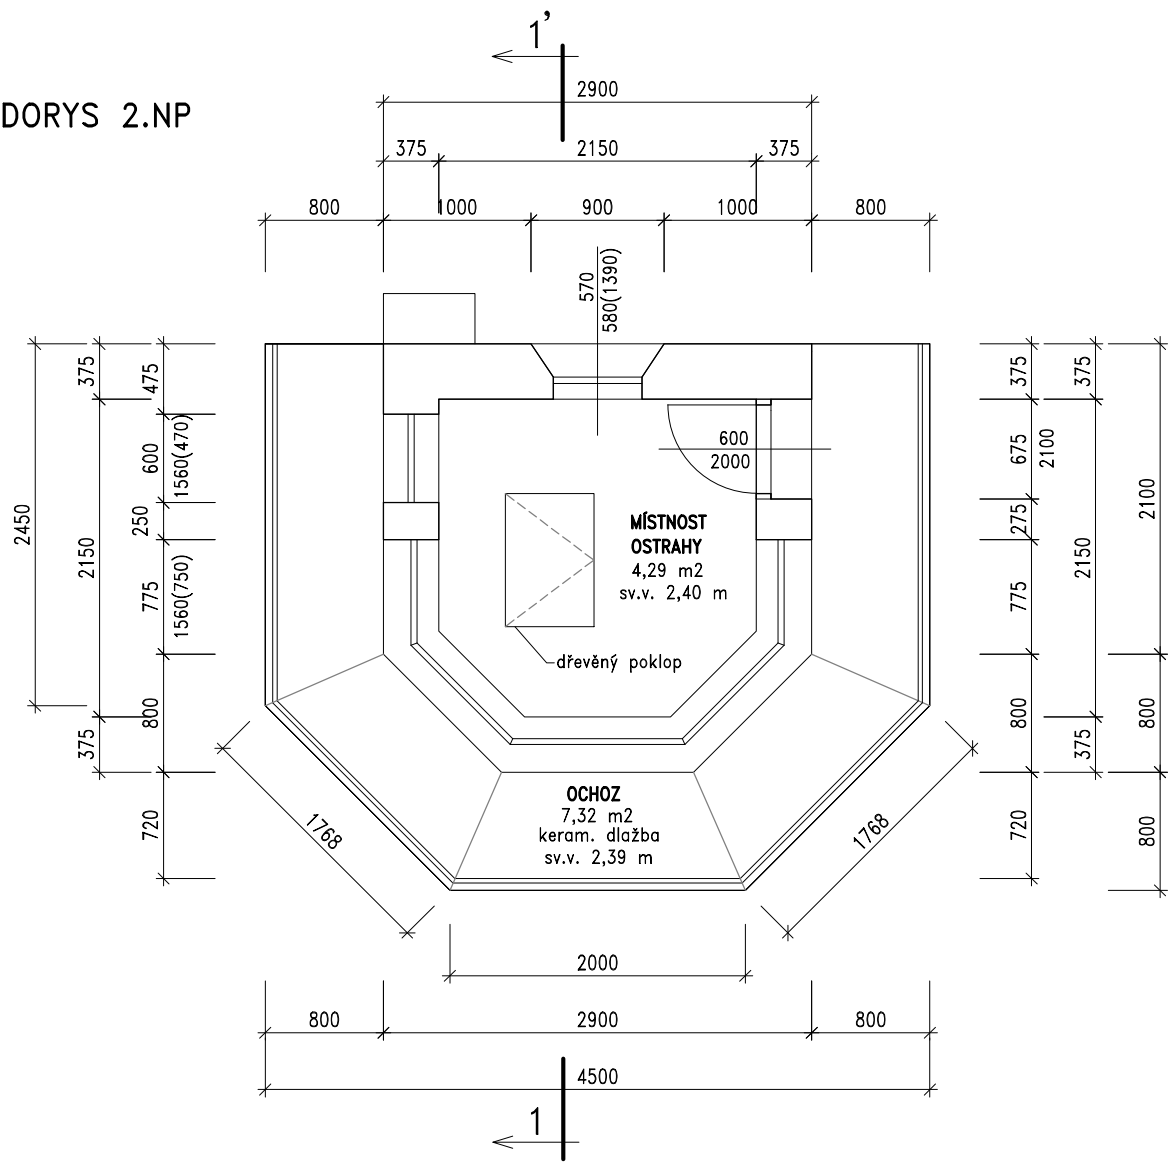 1’
2900
DORYS 2.NP
375 2150 375
800 1000 900 1000 800
570
580(1390)
375
475
600
1560(470)
250
2450
2150
775
1560(750)
800
375
720
600
2000
MÍSTNOST
OSTRAHY
4,29 m2
sv.v. 2,40 m
dřevěný poklop
OCHOZ
7,32 m2
keram. dlažba
sv.v. 2,39 m
375
375
675
2100
2100
275
2150
775
800
800
375
720
800
1768
1768
2000
800 2900 800
4500
1